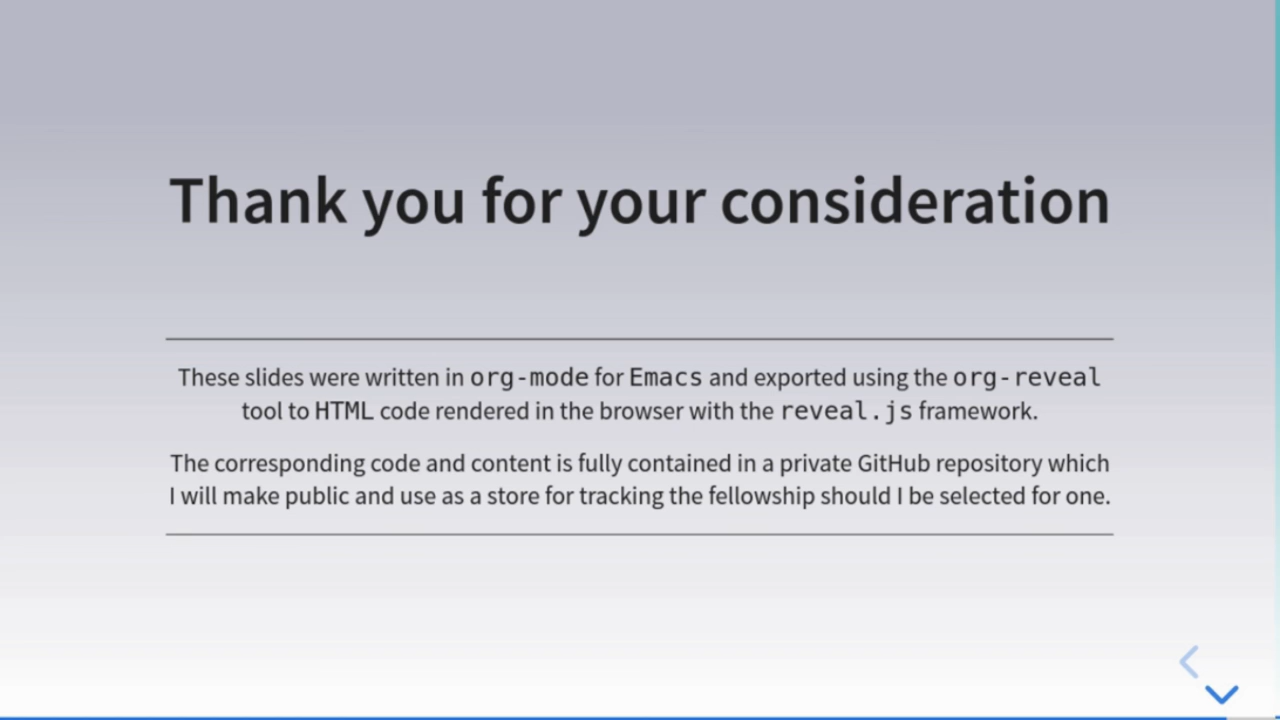 Thank you for your consideration
These slides were written in org-mode for Emacs and exported using the org-reveal
tool to HTML code rendered in the browser with the reveal.js framework.
The corresponding code and content is fully contained in a private GitHub repository which
I will make public and use as a store for tracking the fellowship should I be selected for one.